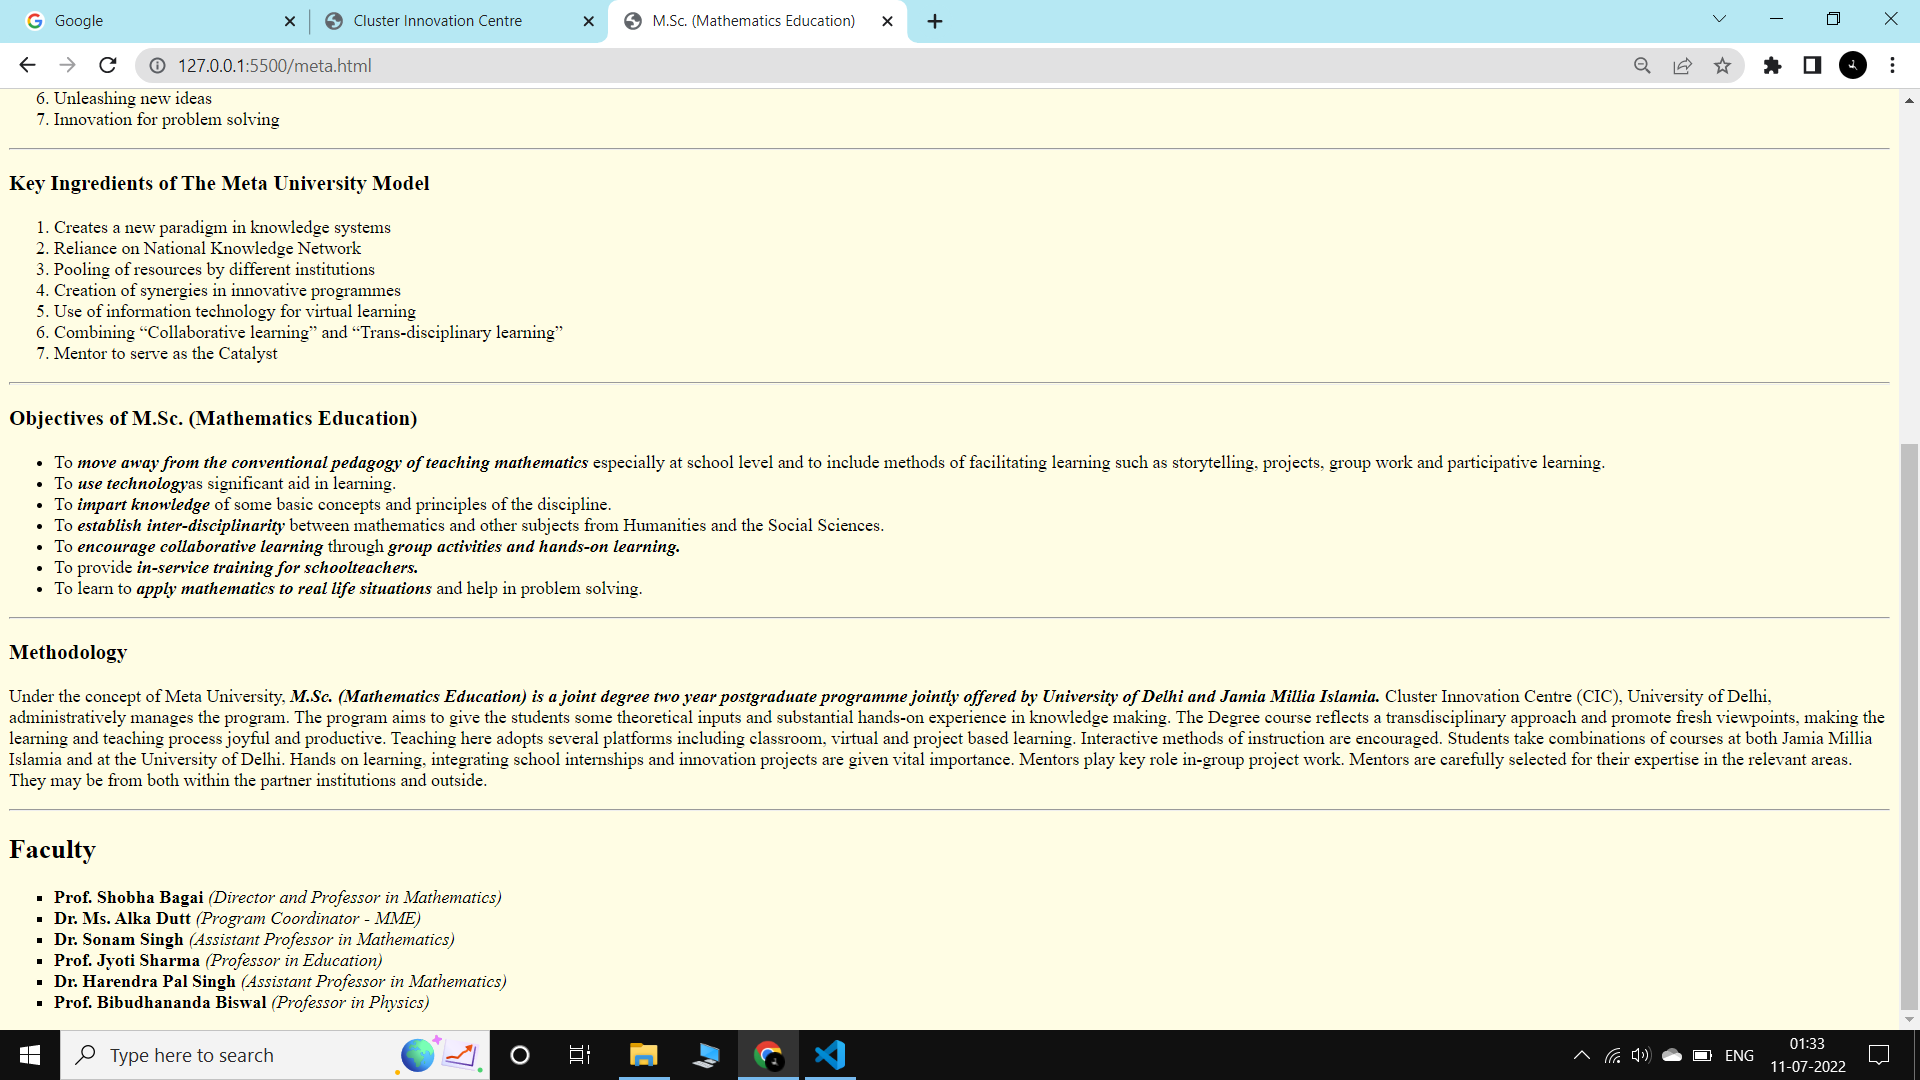 Google
Cluster Innovation Centre
M.Sc. (Mathematics Education)
127.0.0.1:5500/meta.html
6. Unleashing new ideas
7. Innovation for problem solving
Key Ingredients of The Meta University Model
1. Creates a new paradigm in knowledge systems
2. Reliance on National Knowledge Network
3. Pooling of resources by different institutions
4. Creation of synergies in innovative programmes
5. Use of information technology for virtual learning
6. Combining “Collaborative learning” and “Trans-disciplinary learning”
7. Mentor to serve as the Catalyst
Objectives of M.Sc. (Mathematics Education)
• To move away from the conventional pedagogy of teaching mathematics especially at school level and to include methods of facilitating learning such as storytelling, projects, group work and participative learning.
• To use technologyas significant aid in learning.
• To impart knowledge of some basic concepts and principles of the discipline.
• To establish inter-disciplinarity between mathematics and other subjects from Humanities and the Social Sciences.
• To encourage collaborative learning through group activities and hands-on learning.
• To provide in-service training for schoolteachers.
• To learn to apply mathematics to real life situations and help in problem solving.
Methodology
Under the concept of Meta University, M.Sc. (Mathematics Education) is a joint degree two year postgraduate programme jointly offered by University of Delhi and Jamia Millia Islamia. Cluster Innovation Centre (CIC), University of Delhi,
administratively manages the program. The program aims to give the students some theoretical inputs and substantial hands-on experience in knowledge making. The Degree course reflects a transdisciplinary approach and promote fresh viewpoints, making the
learning and teaching process joyful and productive. Teaching here adopts several platforms including classroom, virtual and project based learning. Interactive methods of instruction are encouraged. Students take combinations of courses at both Jamia Millia
Islamia and at the University of Delhi. Hands on learning, integrating school internships and innovation projects are given vital importance. Mentors play key role in-group project work. Mentors are carefully selected for their expertise in the relevant areas.
They may be from both within the partner institutions and outside.
Faculty
▪ Prof. Shobha Bagai (Director and Professor in Mathematics)
▪ Dr. Ms. Alka Dutt (Program Coordinator - MME)
▪ Dr. Sonam Singh (Assistant Professor in Mathematics)
▪ Prof. Jyoti Sharma (Professor in Education)
▪ Dr. Harendra Pal Singh (Assistant Professor in Mathematics)
▪ Prof. Bibudhananda Biswal (Professor in Physics)
Type here to search
ENG
01:33
11-07-2022